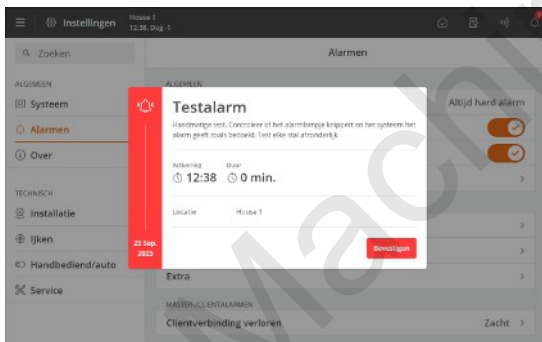 Instellingen
House 1
12:38, Dag -1
Zoeken
Alarmen
ALGEMEEN
Systeem
Alarmen
Over
TECHNISCH
Installatie
Ijken
Handbediend/auto
Service
ALGEMEEN
Altijd hard alarm
Testalarm
Handmatige test. Controleer of het alarmlampje knippert en het systeem het
alarm geeft zoals bedoeld. Test elke stal afzonderlijk.
Activering
Duur
12:38
0 min.
Locatie
House 1
23 Sep.
2023
Bevestigen
Extra
MASTER-/CLIENTALARMEN
Clientverbinding verloren
Zacht